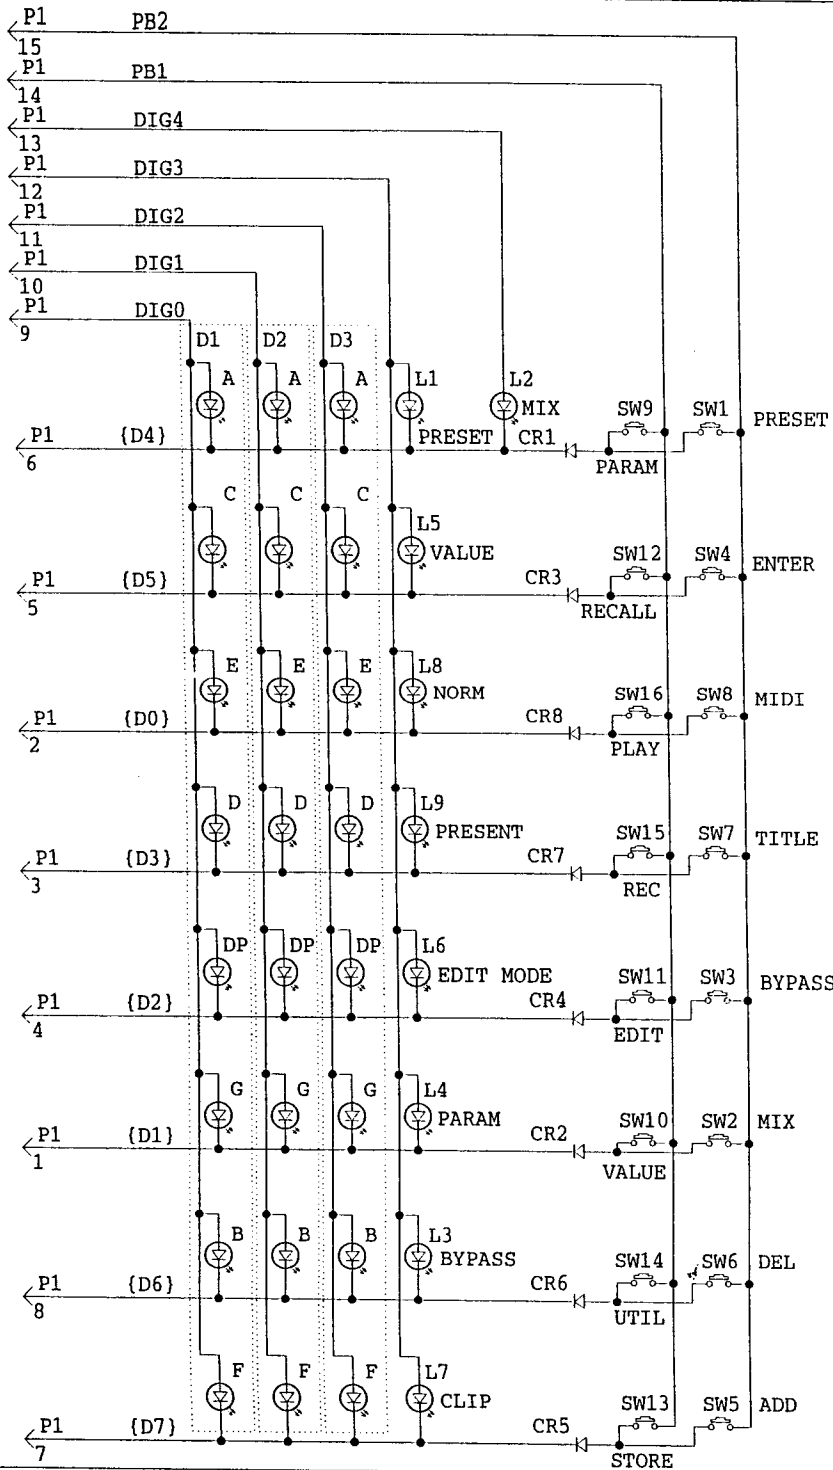 P1 PB2
15
P1 PB1
14
P1 DIG4
13
P1 DIG3
12
P1 DIG2
11
P1 DIG1
10
P1 DIG0
9
D1 D2 D3
A A A L1 L2
MIX SW9 SW1 PRESET
P1 {D4} PRESET CR1
6 PARAM
C C C L5
VALUE SW12 SW4 ENTER
P1 {D5} CR3
5 RECALL
E E E L8
NORM SW16 SW8 MIDI
P1 {D0} CR8
2 PLAY
D D D L9
PRESENT SW15 SW7 TITLE
P1 {D3} CR7
3 REC
DP DP DP L6
EDIT MODE SW11 SW3 BYPASS
P1 {D2} CR4
4 EDIT
G G G L4
PARAM SW10 SW2 MIX
P1 {D1} CR2
1 VALUE
B B B L3
BYPASS SW14 SW6 DEL
P1 {D6} CR6
8 UTIL
F F F L7
CLIP SW13 SW5 ADD
P1 {D7} CR5
7 STORE